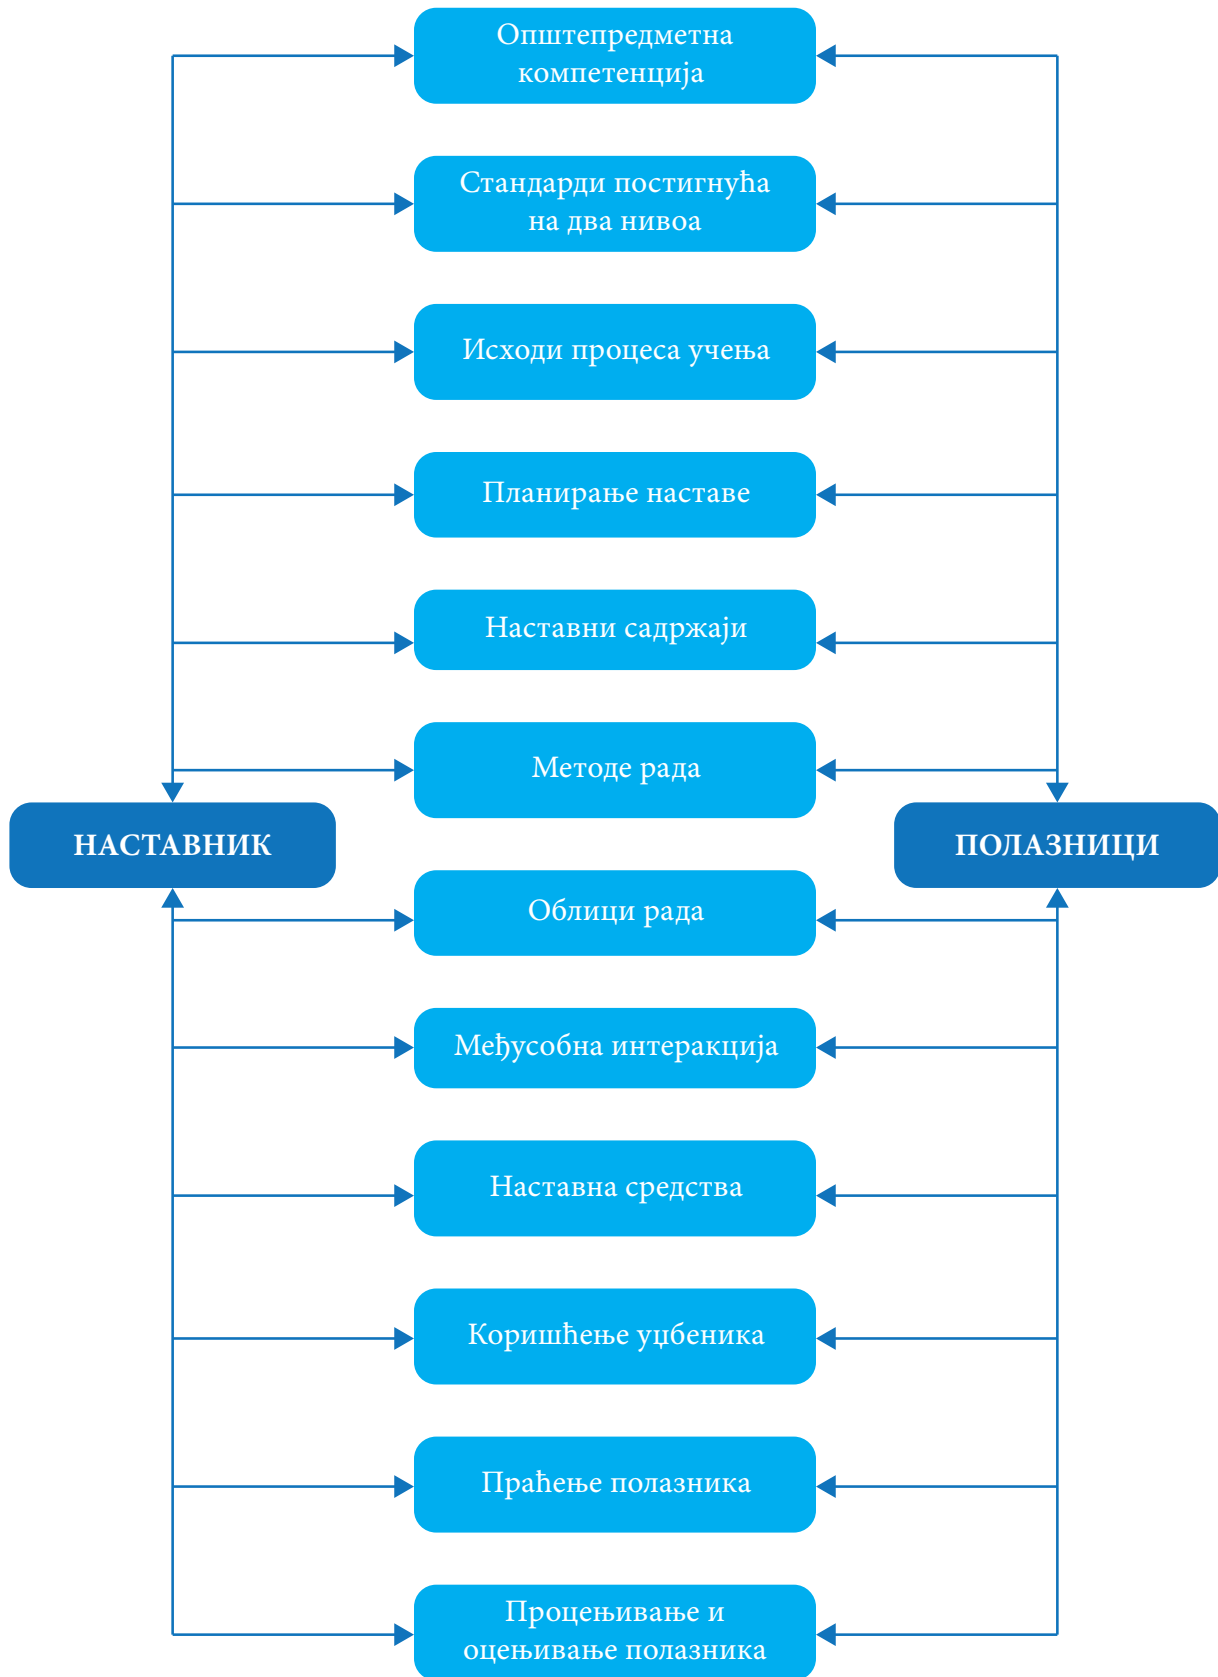 Општепредметна
компетенција
Стандарди постигнућа
на два нивоа
Исходи процеса учења
Планирање наставе
Наставни садржаји
Методе рада
НАСТАВНИК
ПОЛАЗНИЦИ
Облици рада
Међусобна интеракција
Наставна средства
Коришћење уџбеника
Праћење полазника
Процењивање и
оцењивање полазника